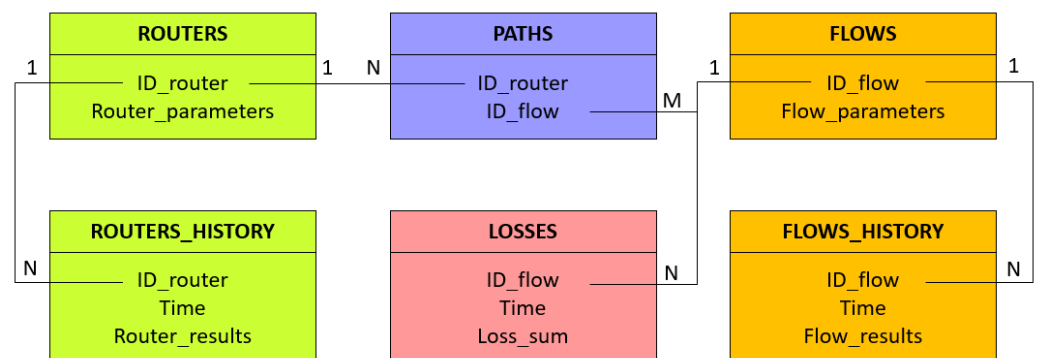 ROUTERS
1
ID_router
1
Router_parameters
PATHS
N
ID_router
ID_flow
M
FLOWS
1
ID_flow
1
Flow_parameters
ROUTERS_HISTORY
N
ID_router
Time
Router_results
LOSSES
ID_flow
N
Time
Loss_sum
FLOWS_HISTORY
ID_flow
N
Time
Flow_results